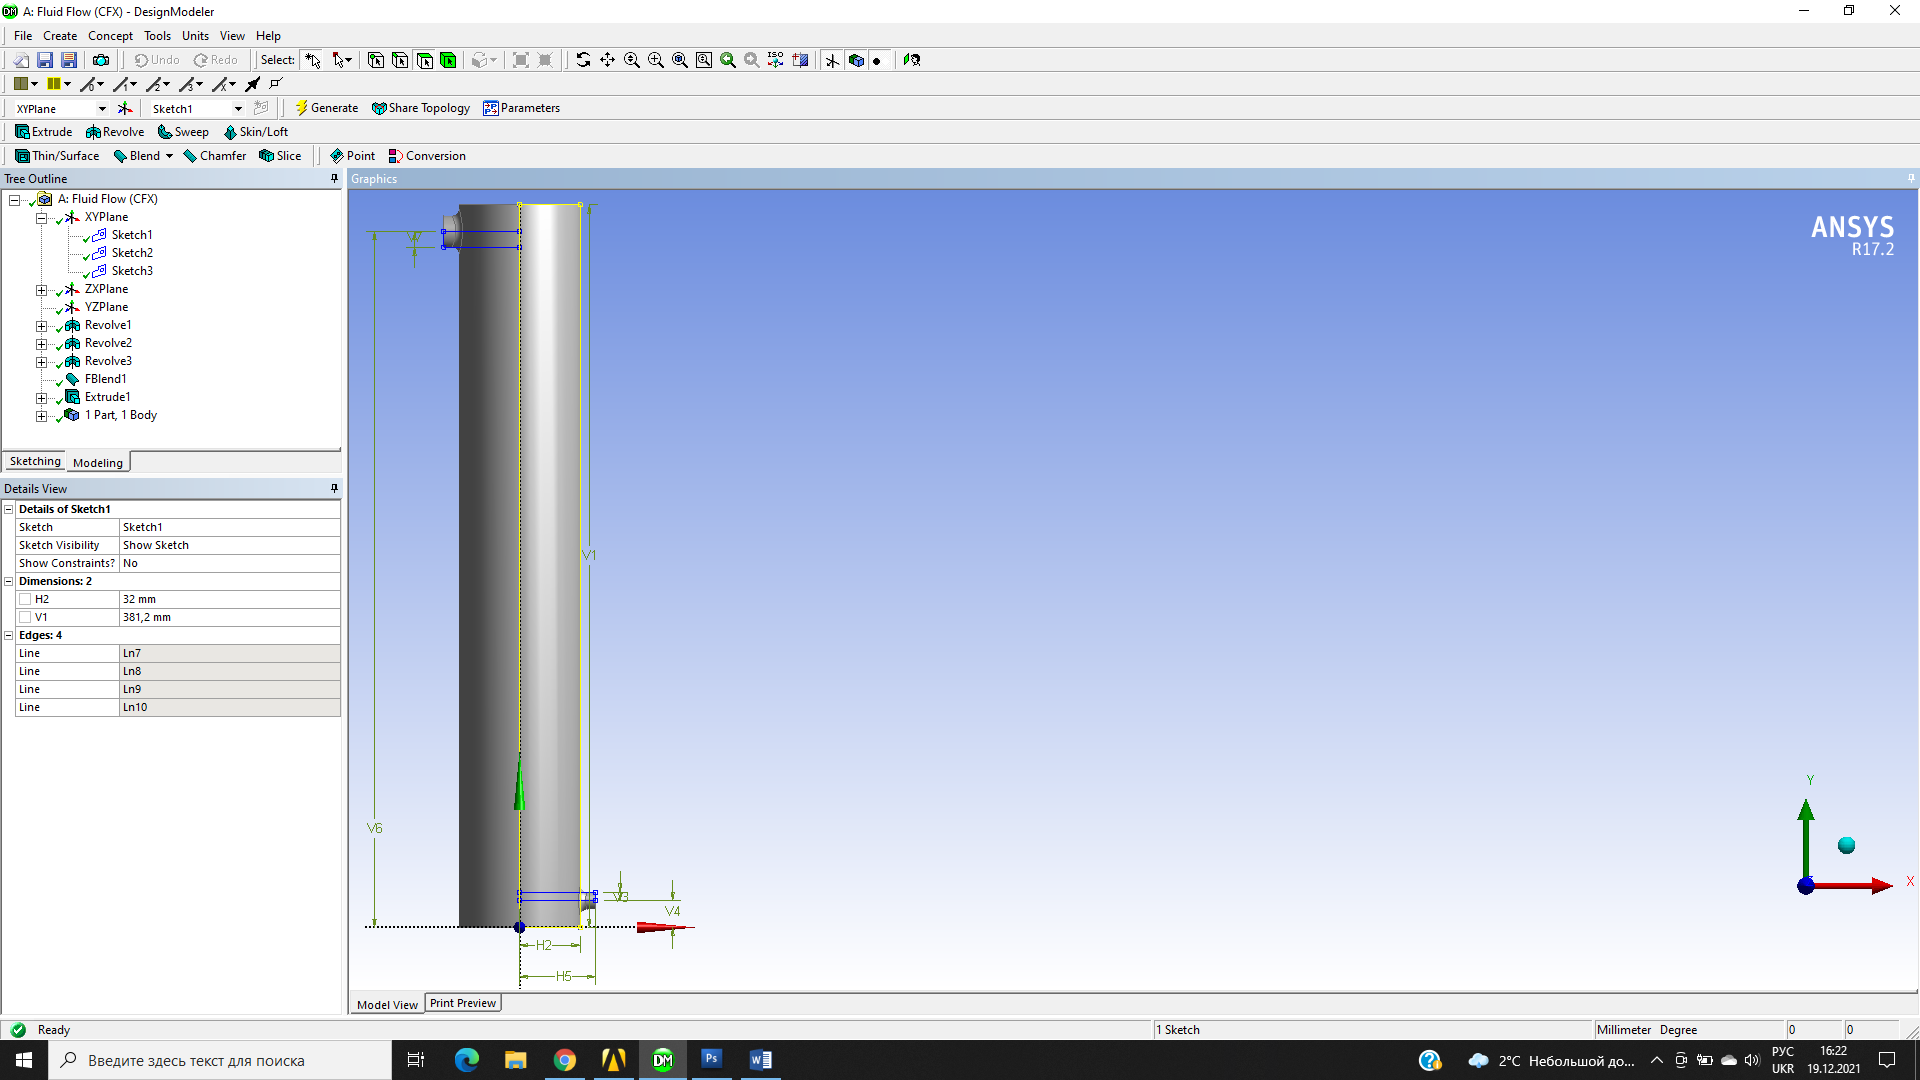 A: Fluid Flow (CFX) - DesignModeler
File Create Concept Tools Units View Help
Undo Redo Select: ISO
XYPlane Sketch1 Generate Share Topology Parameters
Extrude Revolve Sweep Skin/Loft
Thin/Surface Blend Chamfer Slice Point Conversion
Tree Outline
A: Fluid Flow (CFX)
XYPlane
Sketch1
Sketch2
Sketch3
ZXPlane
YZPlane
Revolve1
Revolve2
Revolve3
FBlend1
Extrude1
1 Part, 1 Body
Sketching Modeling
Details View
Details of Sketch1
Sketch Sketch1
Sketch Visibility Show Sketch
Show Constraints? No
Dimensions: 2
H2 32 mm
V1 381,2 mm
Edges: 4
Line Ln7
Line Ln8
Line Ln9
Line Ln10
Graphics
ANSYS
R17.2
V7
V1
V6
V3
V4
H2
H5
Y
X
Model View Print Preview
Ready 1 Sketch Millimeter Degree 0 0
Введите здесь текст для поиска
DM Ps
2°C Небольшой до...
РУС
UKR
16:22
19.12.2021